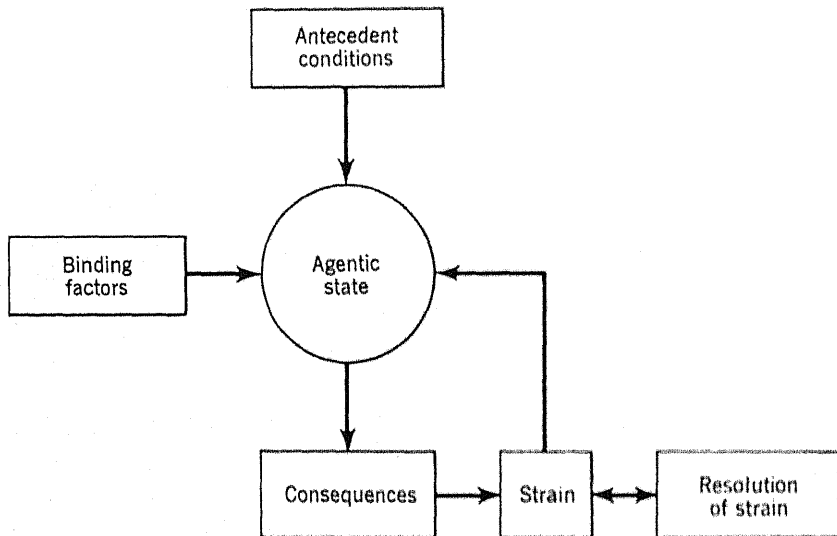 Antecedent
conditions
Binding
factors
Agentic
state
Consequences
Strain
Resolution
of strain